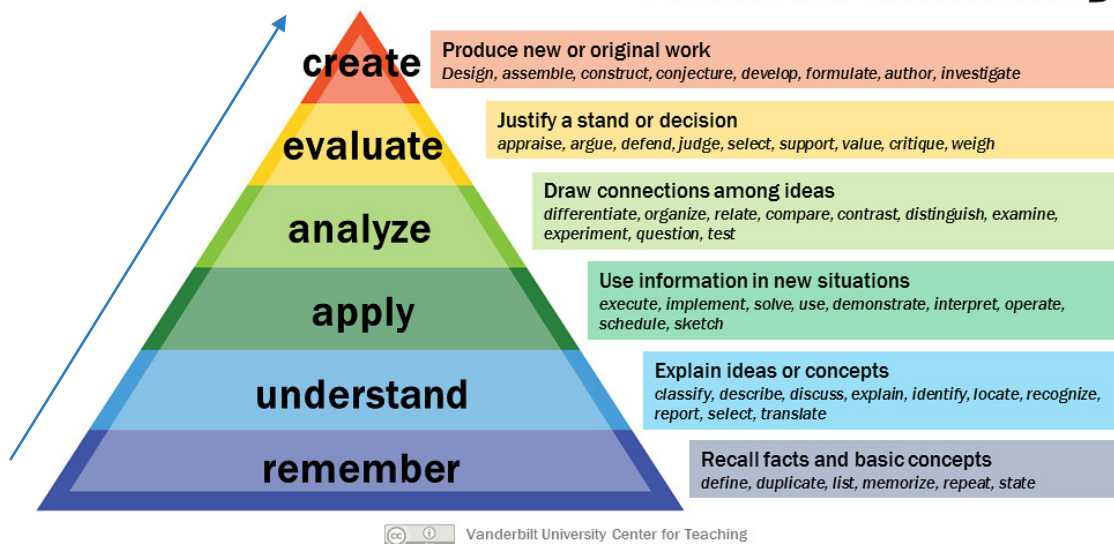 create
Produce new or original work
Design, assemble, construct, conjecture, develop, formulate, author, investigate
evaluate
Justify a stand or decision
appraise, argue, defend, judge, select, support, value, critique, weigh
analyze
Draw connections among ideas
differentiate, organize, relate, compare, contrast, distinguish, examine,
experiment, question, test
apply
Use information in new situations
execute, implement, solve, use, demonstrate, interpret, operate,
schedule, sketch
understand
Explain ideas or concepts
classify, describe, discuss, explain, identify, locate, recognize,
report, select, translate
remember
Recall facts and basic concepts
define, duplicate, list, memorize, repeat, state
cc Vanderbilt University Center for Teaching